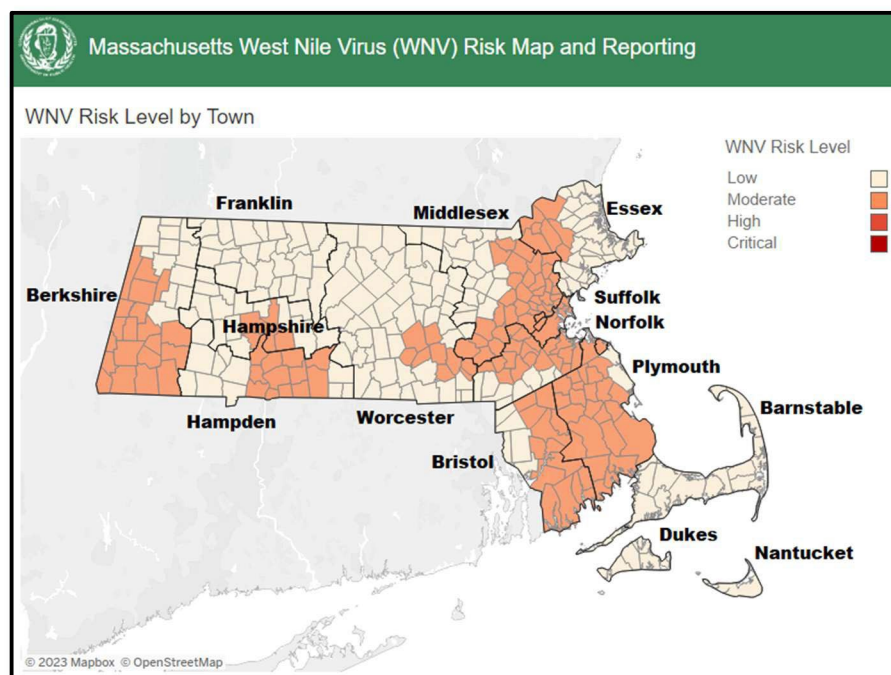 Massachusetts West Nile Virus (WNV) Risk Map and Reporting
WNV Risk Level by Town
WNV Risk Level
Low
Moderate
High
Critical
Franklin
Middlesex
Essex
Berkshire
Suffolk
Hampshire
Norfolk
Plymouth
Hampden
Worcester
Barnstable
Bristol
Dukes
Nantucket
© 2023 Mapbox © OpenStreetMap